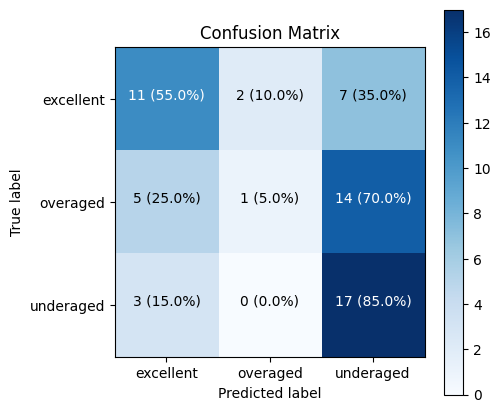 Confusion Matrix
True label
excellent
11 (55.0%) 2 (10.0%) 7 (35.0%)
overaged
5 (25.0%) 1 (5.0%) 14 (70.0%)
underaged
3 (15.0%) 0 (0.0%) 17 (85.0%)
excellent overaged underaged
Predicted label
16
14
12
10
8
6
4
2
0